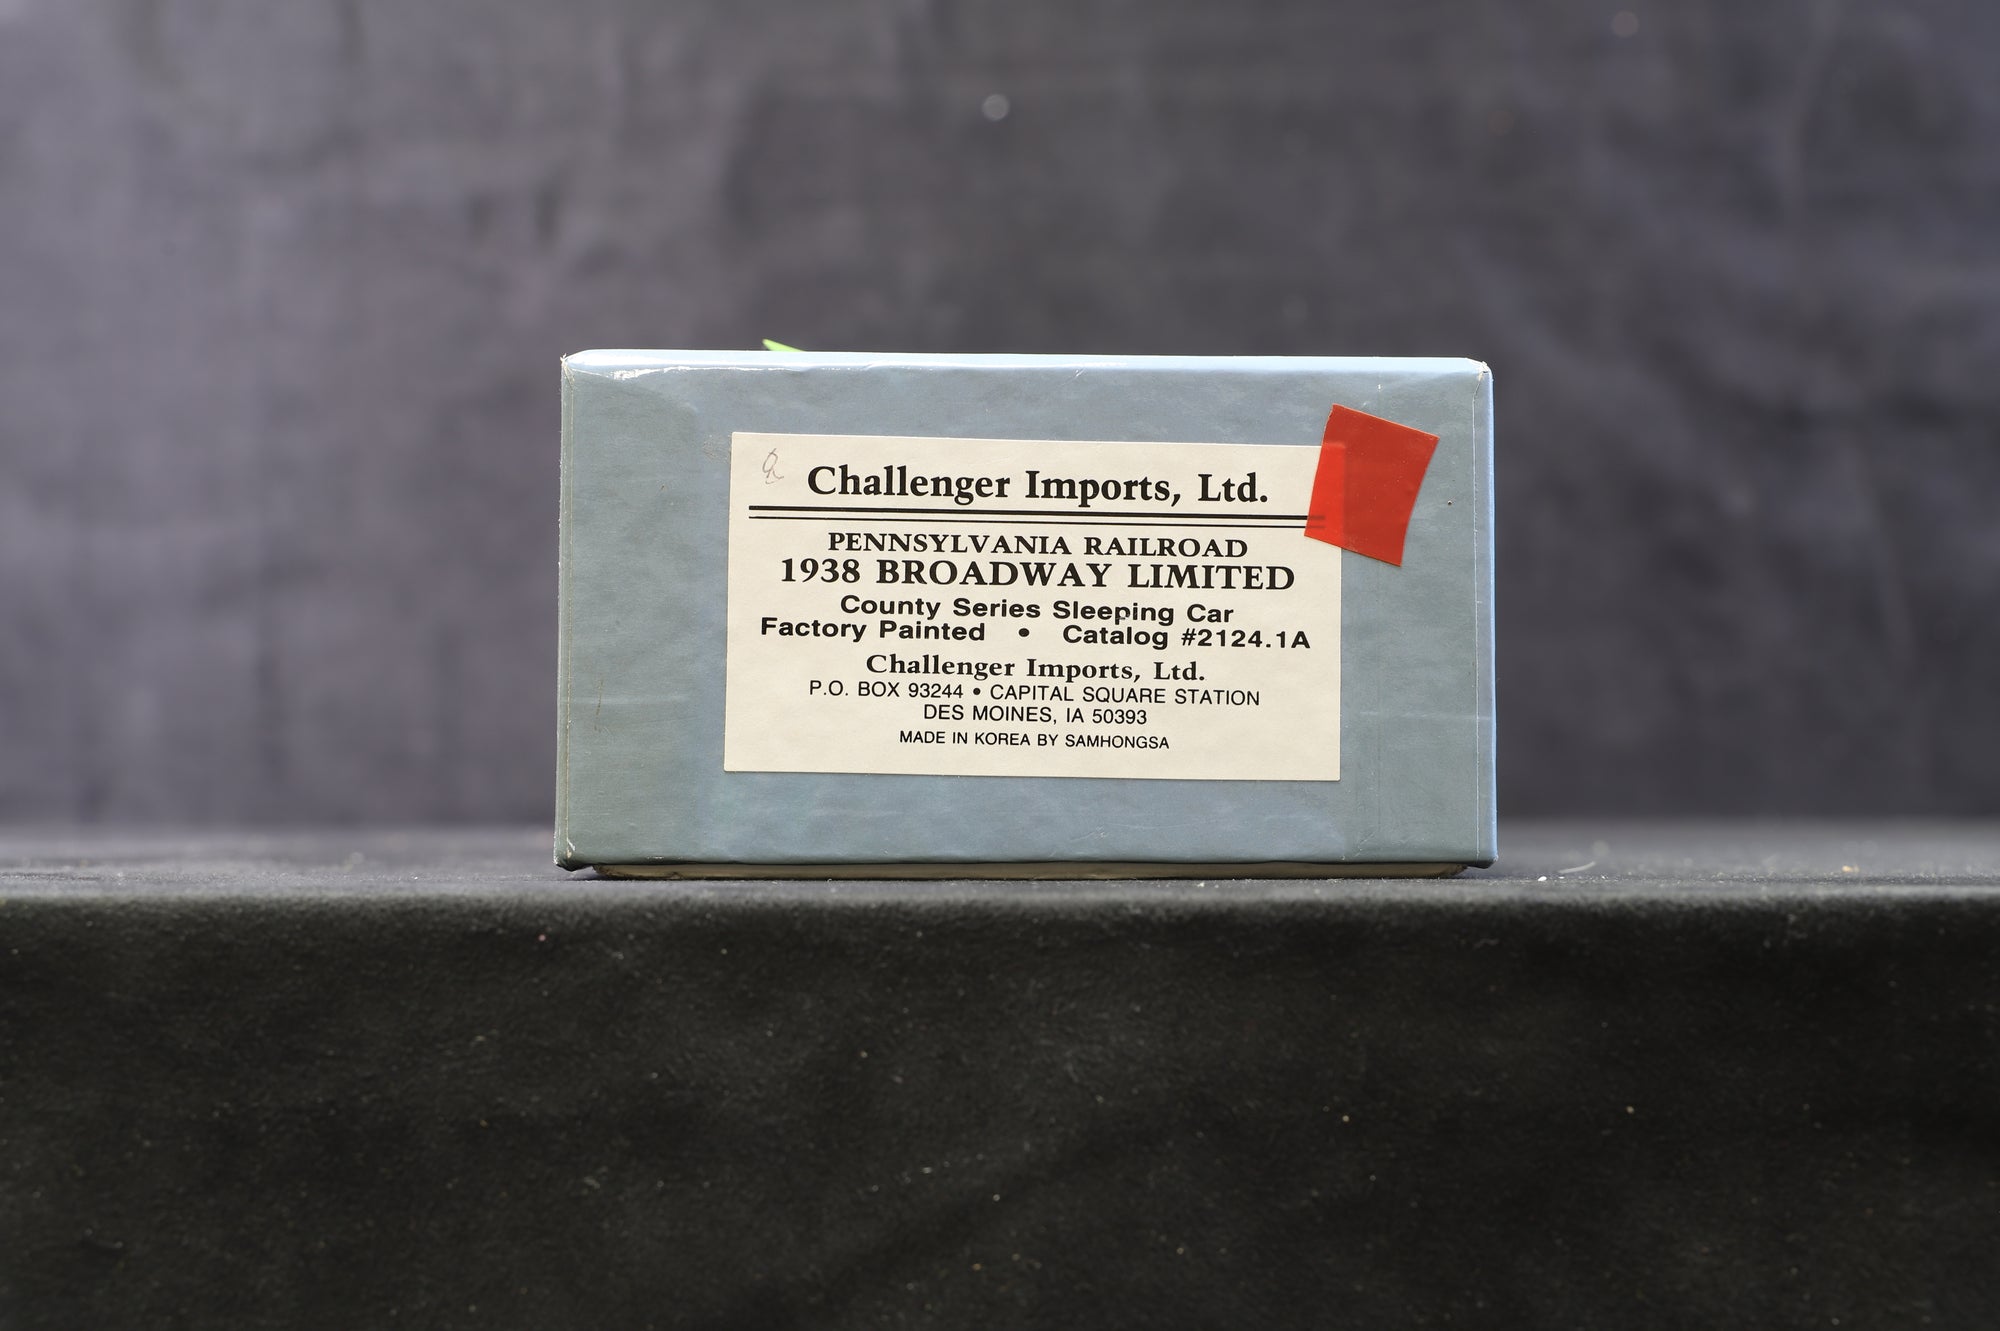 Challenger Imports, Ltd.
PENNSYLVANIA RAILROAD
1938 BROADWAY LIMITED
County Series Sleeping Car
Factory Painted • Catalog #2124.1A
Challenger Imports, Ltd.
P.O. BOX 93244 • CAPITAL SQUARE STATION
DES MOINES, IA 50393
MADE IN KOREA BY SAMHONGSA